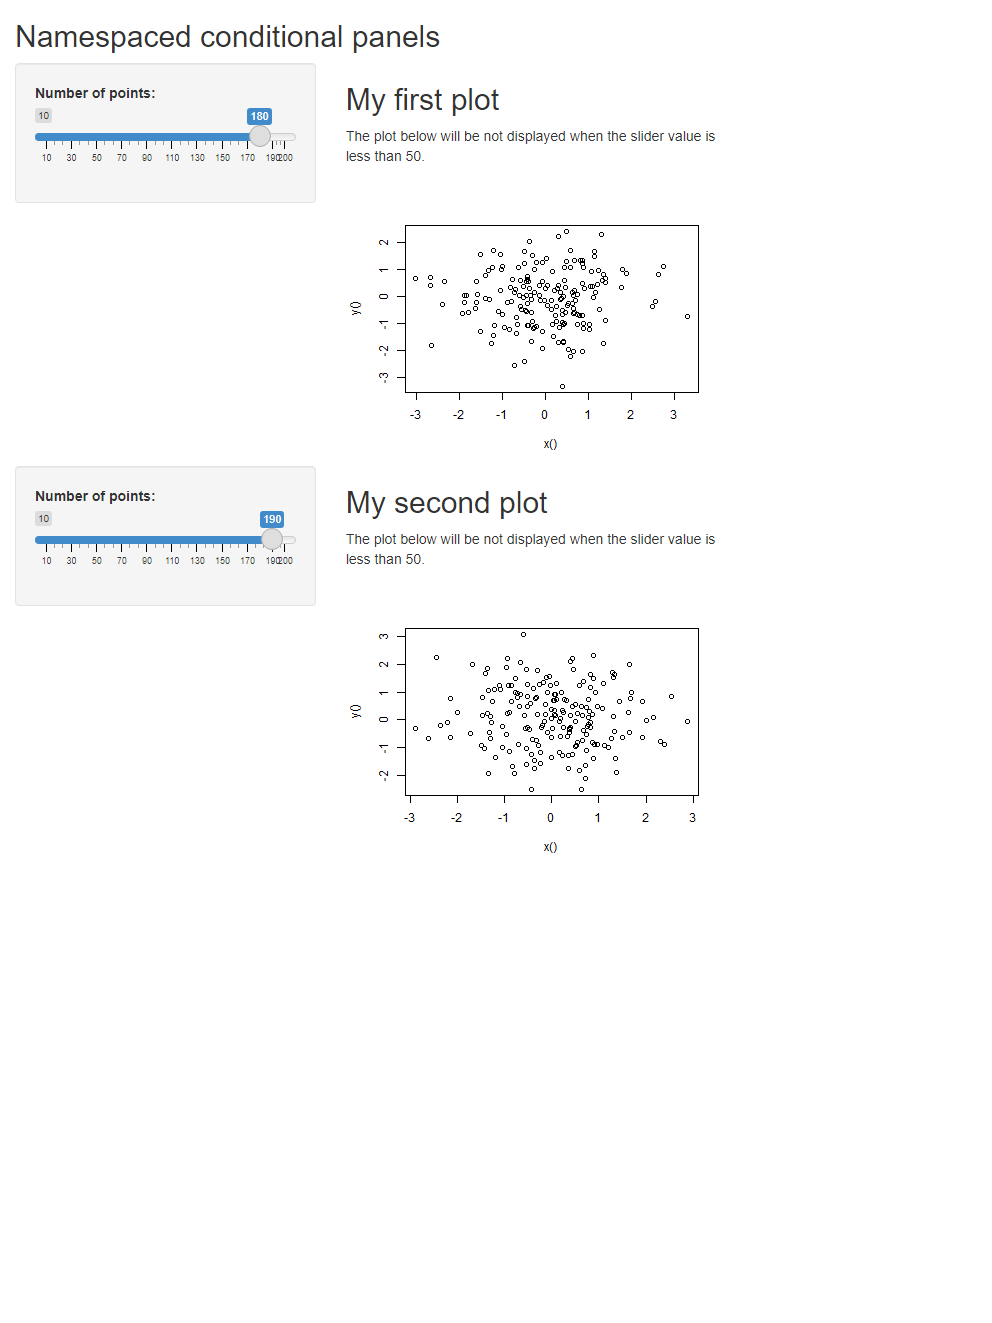 Namespaced conditional panels
Number of points:
10 180
10 30 50 70 90 110 130 150 170 190 200
My first plot
The plot below will be not displayed when the slider value is
less than 50.
2
1
0
-1
-2
-3
y()
-3 -2 -1 0 1 2 3
x()
Number of points:
10 190
10 30 50 70 90 110 130 150 170 190 200
My second plot
The plot below will be not displayed when the slider value is
less than 50.
3
2
1
0
-1
-2
y()
-3 -2 -1 0 1 2 3
x()